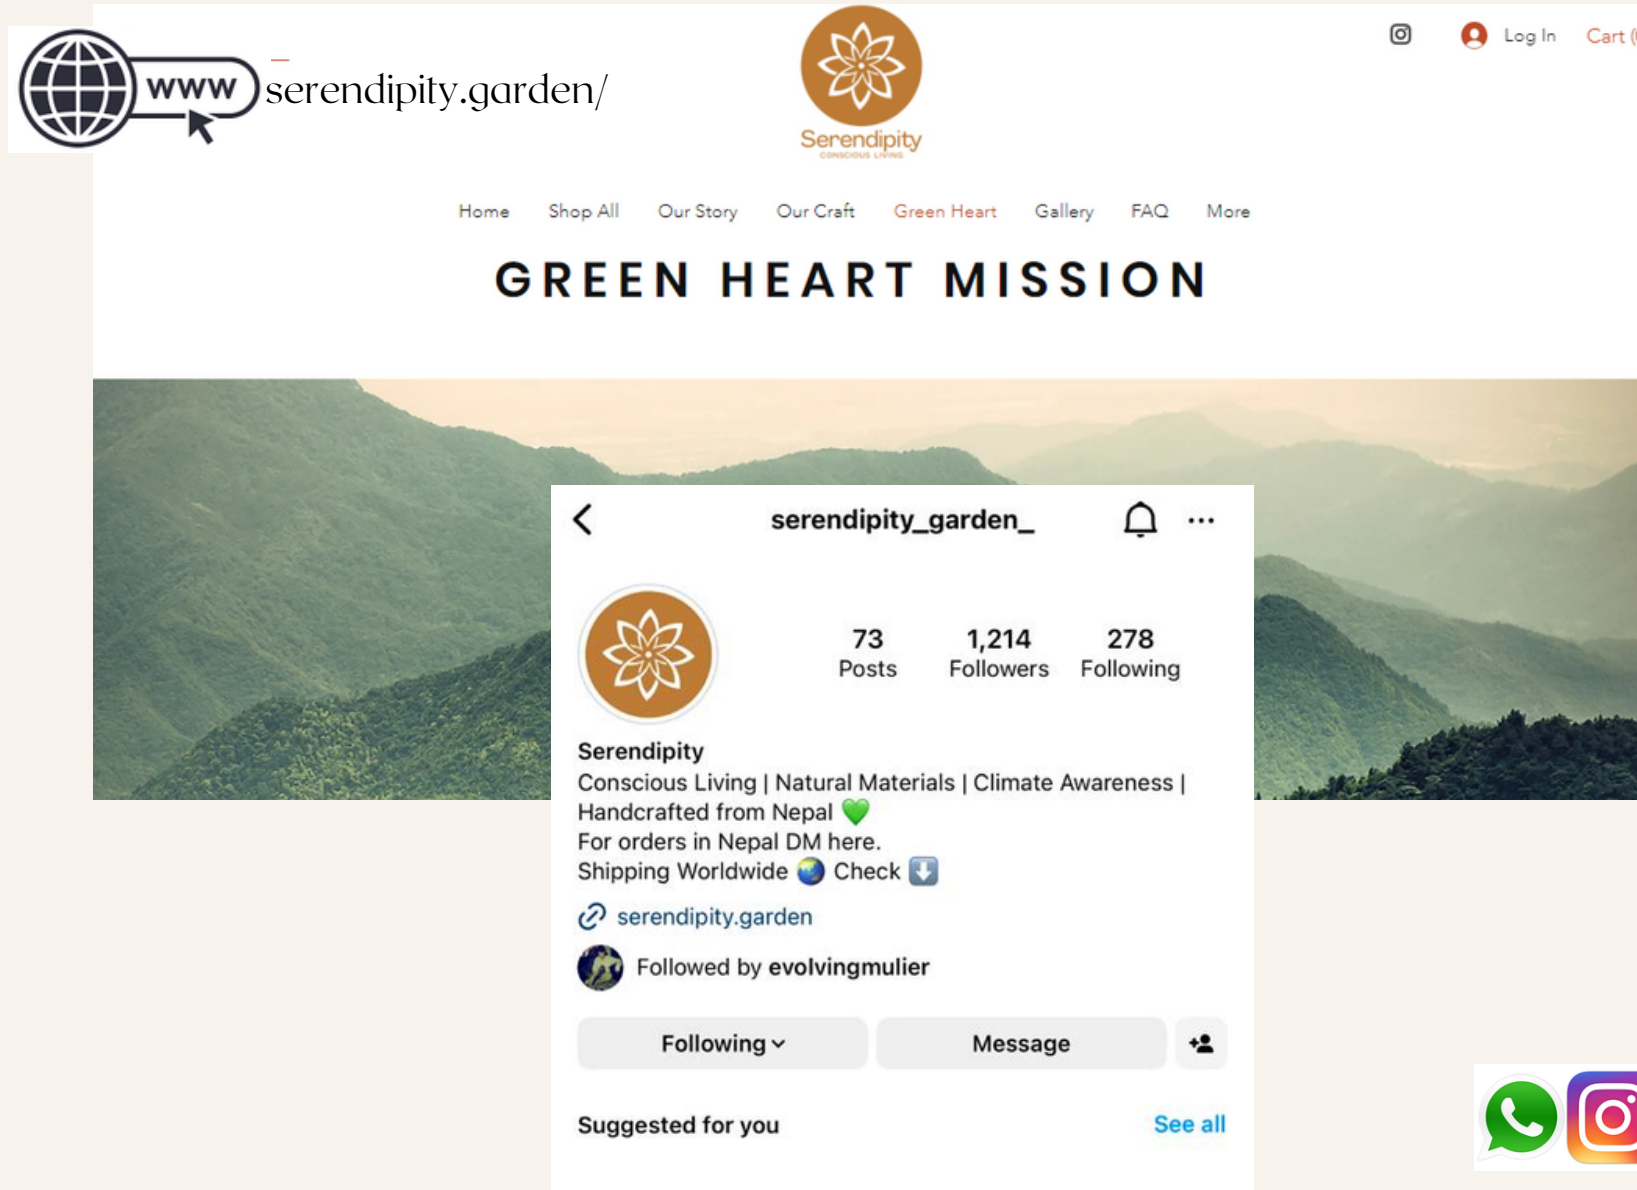 www
serendipity.garden/
Serendipity
CONSCIOUS LIVING
Log In
Cart (
Home Shop All Our Story Our Craft Green Heart Gallery FAQ More
GREEN HEART MISSION
serendipity_garden_
73 1,214 278
Posts Followers Following
Serendipity
Conscious Living | Natural Materials | Climate Awareness |
Handcrafted from Nepal 💚
For orders in Nepal DM here.
Shipping Worldwide 🌏 Check ⬇️
serendipity.garden
Followed by evolvingmulier
Following Message
Suggested for you See all